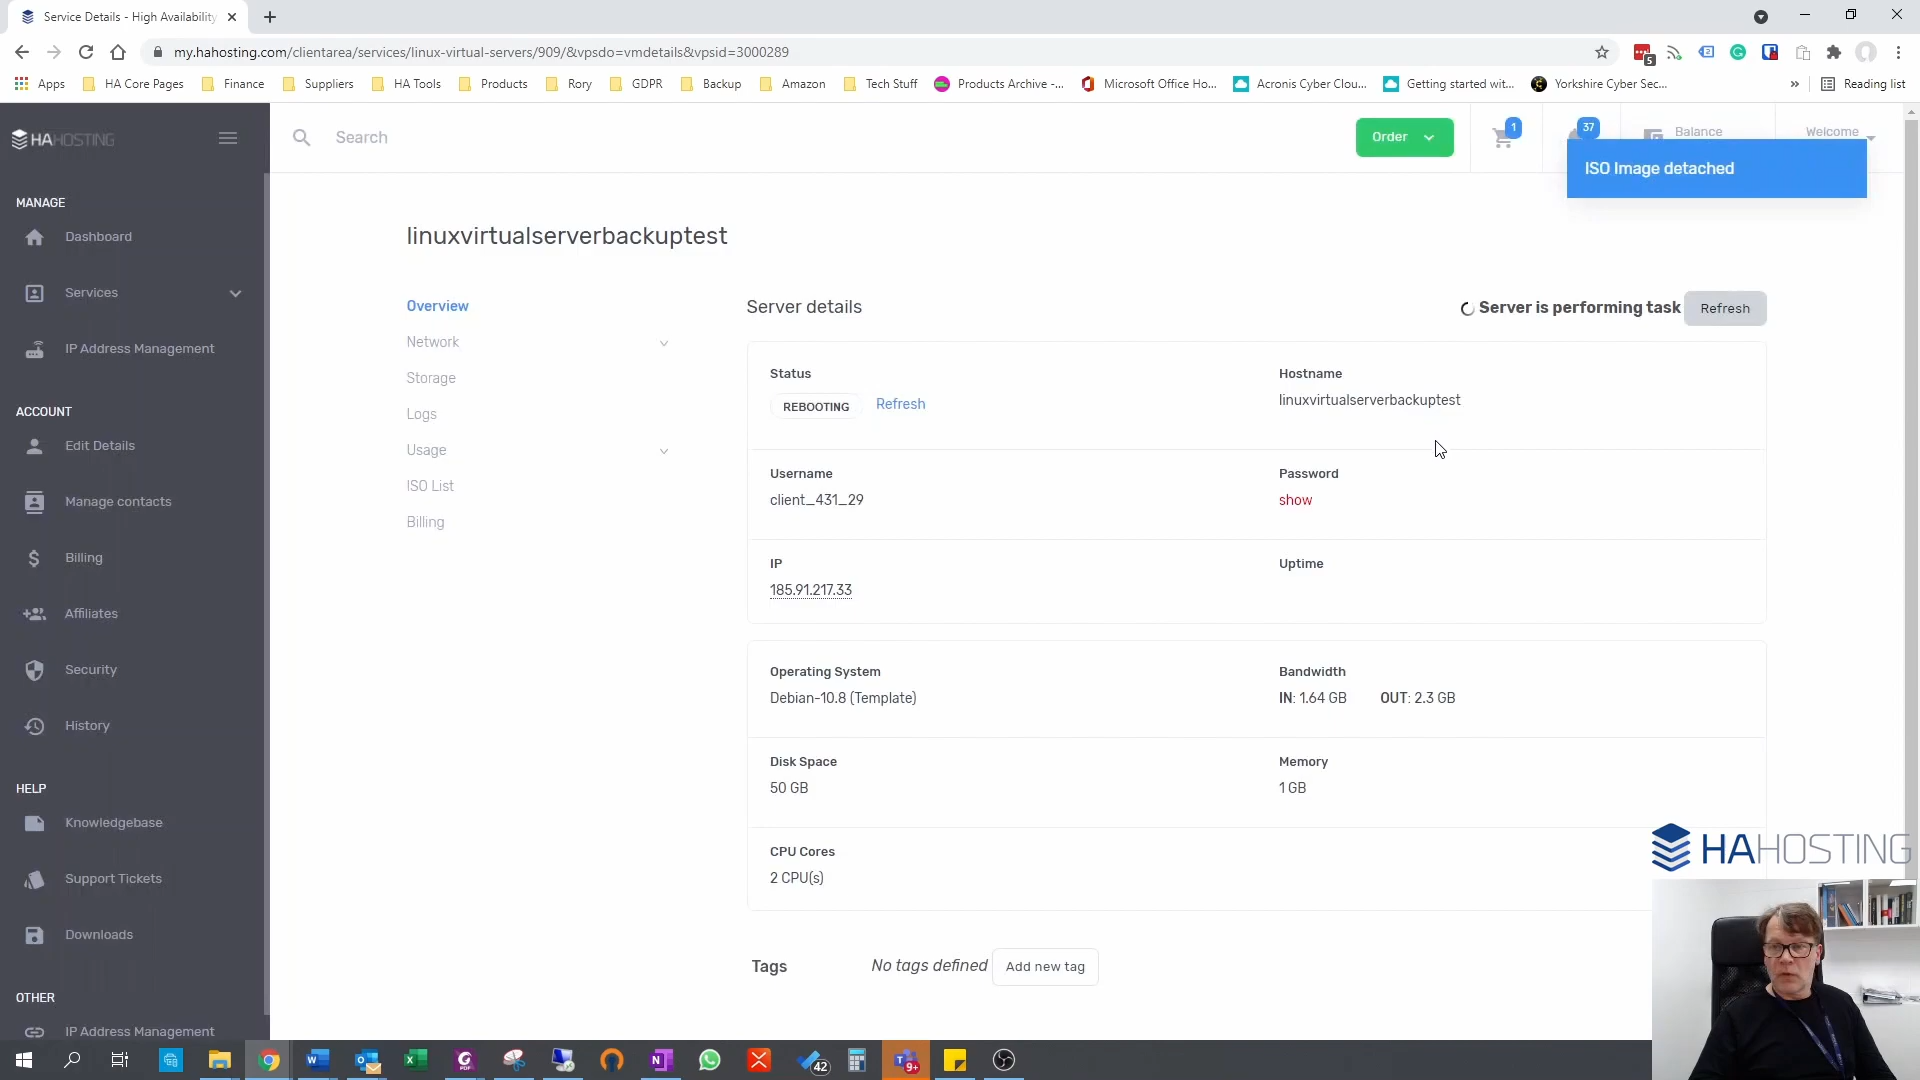 Service Details - High Availability
my.hahosting.com/clientarea/services/linux-virtual-servers/909/&vpsdo=vmdetails&vpsid=3000289
5
Apps
HA Core Pages
Finance
Suppliers
HA Tools
Products
Rory
GDPR
Backup
Amazon
Tech Stuff
Products Archive -...
Microsoft Office Ho...
Acronis Cyber Clou...
Getting started wit...
Yorkshire Cyber Sec...
»
Reading list
HAHOSTING
Search
Order
1
37
Balance
Welcome
ISO Image detached
MANAGE
Dashboard
Services
IP Address Management
ACCOUNT
Edit Details
Manage contacts
Billing
Affiliates
Security
History
HELP
Knowledgebase
Support Tickets
Downloads
OTHER
IP Address Management
linuxvirtualserverbackuptest
Overview
Network
Storage
Logs
Usage
ISO List
Billing
Server details
Server is performing task
Refresh
Status
REBOOTING
Refresh
Hostname
linuxvirtualserverbackuptest
Username
client_431_29
Password
show
IP
185.91.217.33
Uptime
Operating System
Debian-10.8 (Template)
Bandwidth
IN: 1.64 GB OUT: 2.3 GB
Disk Space
50 GB
Memory
1 GB
CPU Cores
2 CPU(s)
Tags
No tags defined
Add new tag
HAHOSTING
42
9+